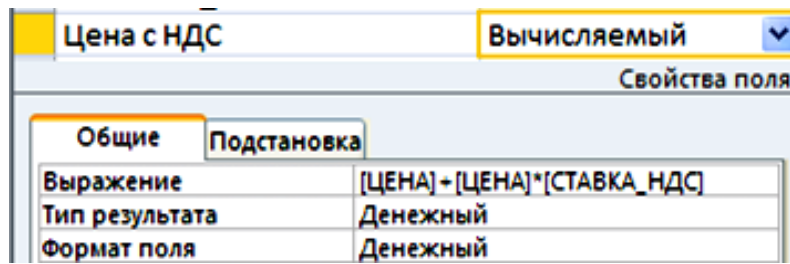 Цена с НДС Вычисляемый
Свойства поля
Общие Подстановка
Выражение [ЦЕНА]+[ЦЕНА]*[СТАВКА_НДС]
Тип результата Денежный
Формат поля Денежный